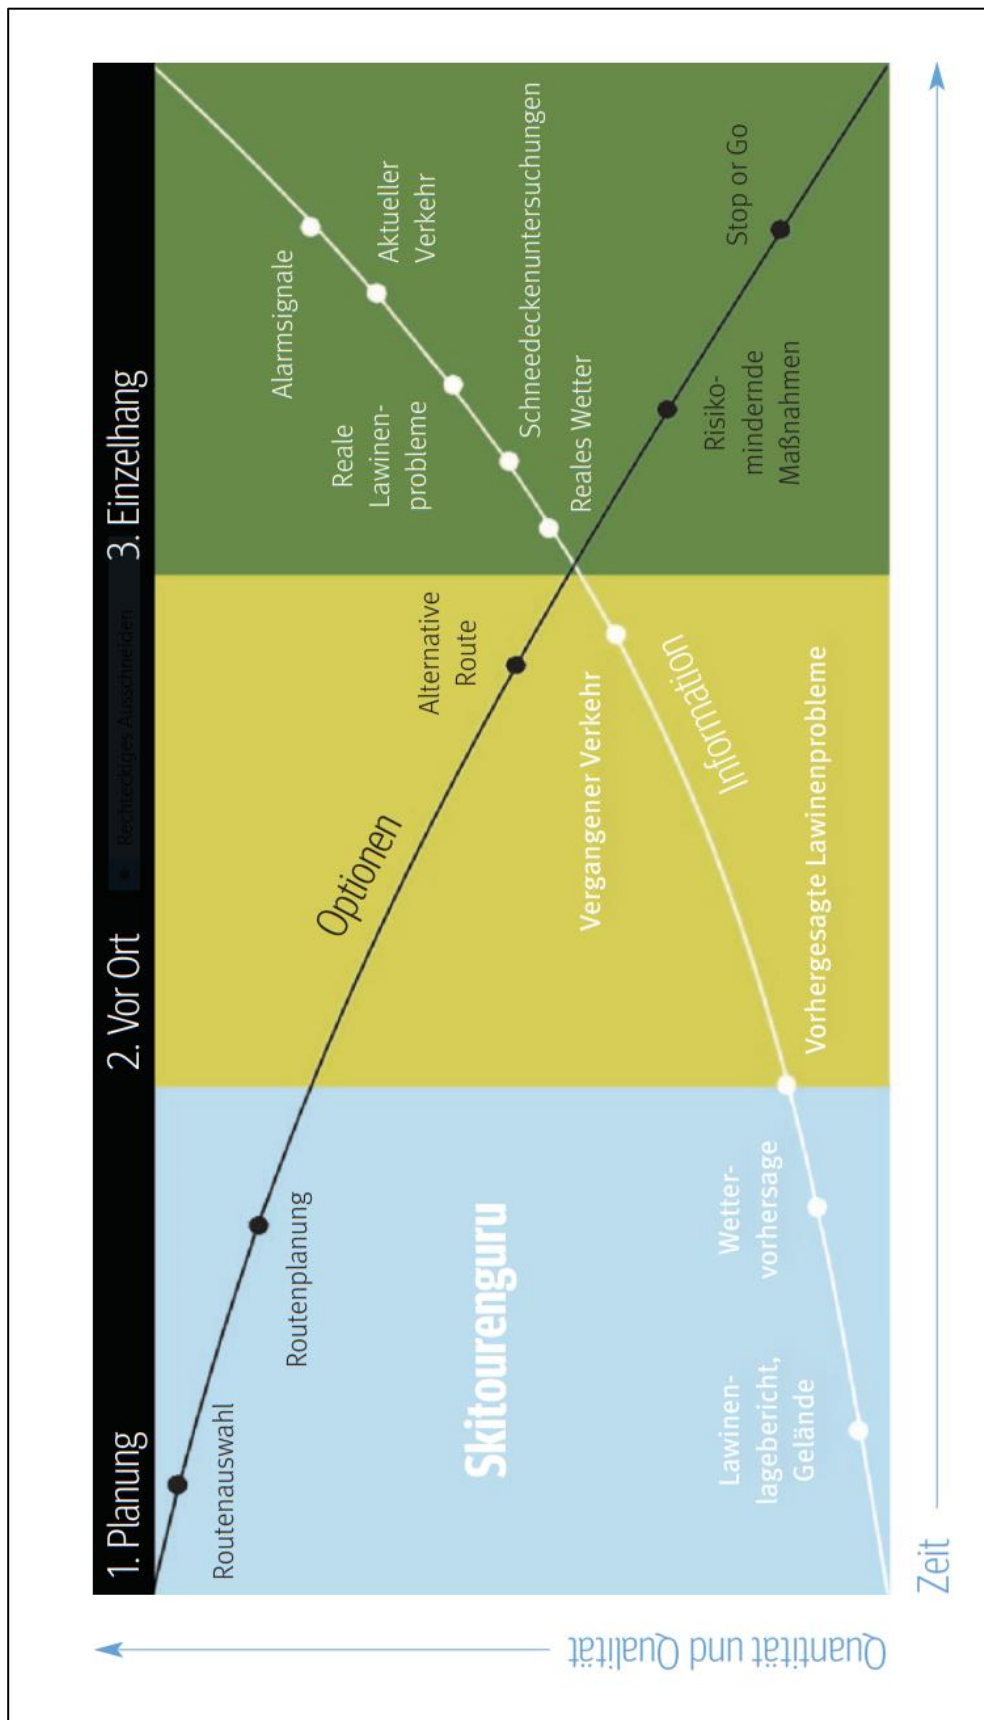 1. Planung
2. Vor Ort
3. Einzelhang
Rechteckiges Ausschneiden
Routenauswahl
Routenplanung
Optionen
Alternative
Route
Risiko-
mindernde
Maßnahmen
Stop or Go
Skitourenguru
Lawinen-
lagebericht,
Gelände
Wetter-
vorhersage
Vorhergesagte Lawinenprobleme
Vergangener Verkehr
Information
Reales Wetter
Schneedeckenuntersuchungen
Reale
Lawinen-
probleme
Aktueller
Verkehr
Alarmsignale
Quantität und Qualität
Zeit